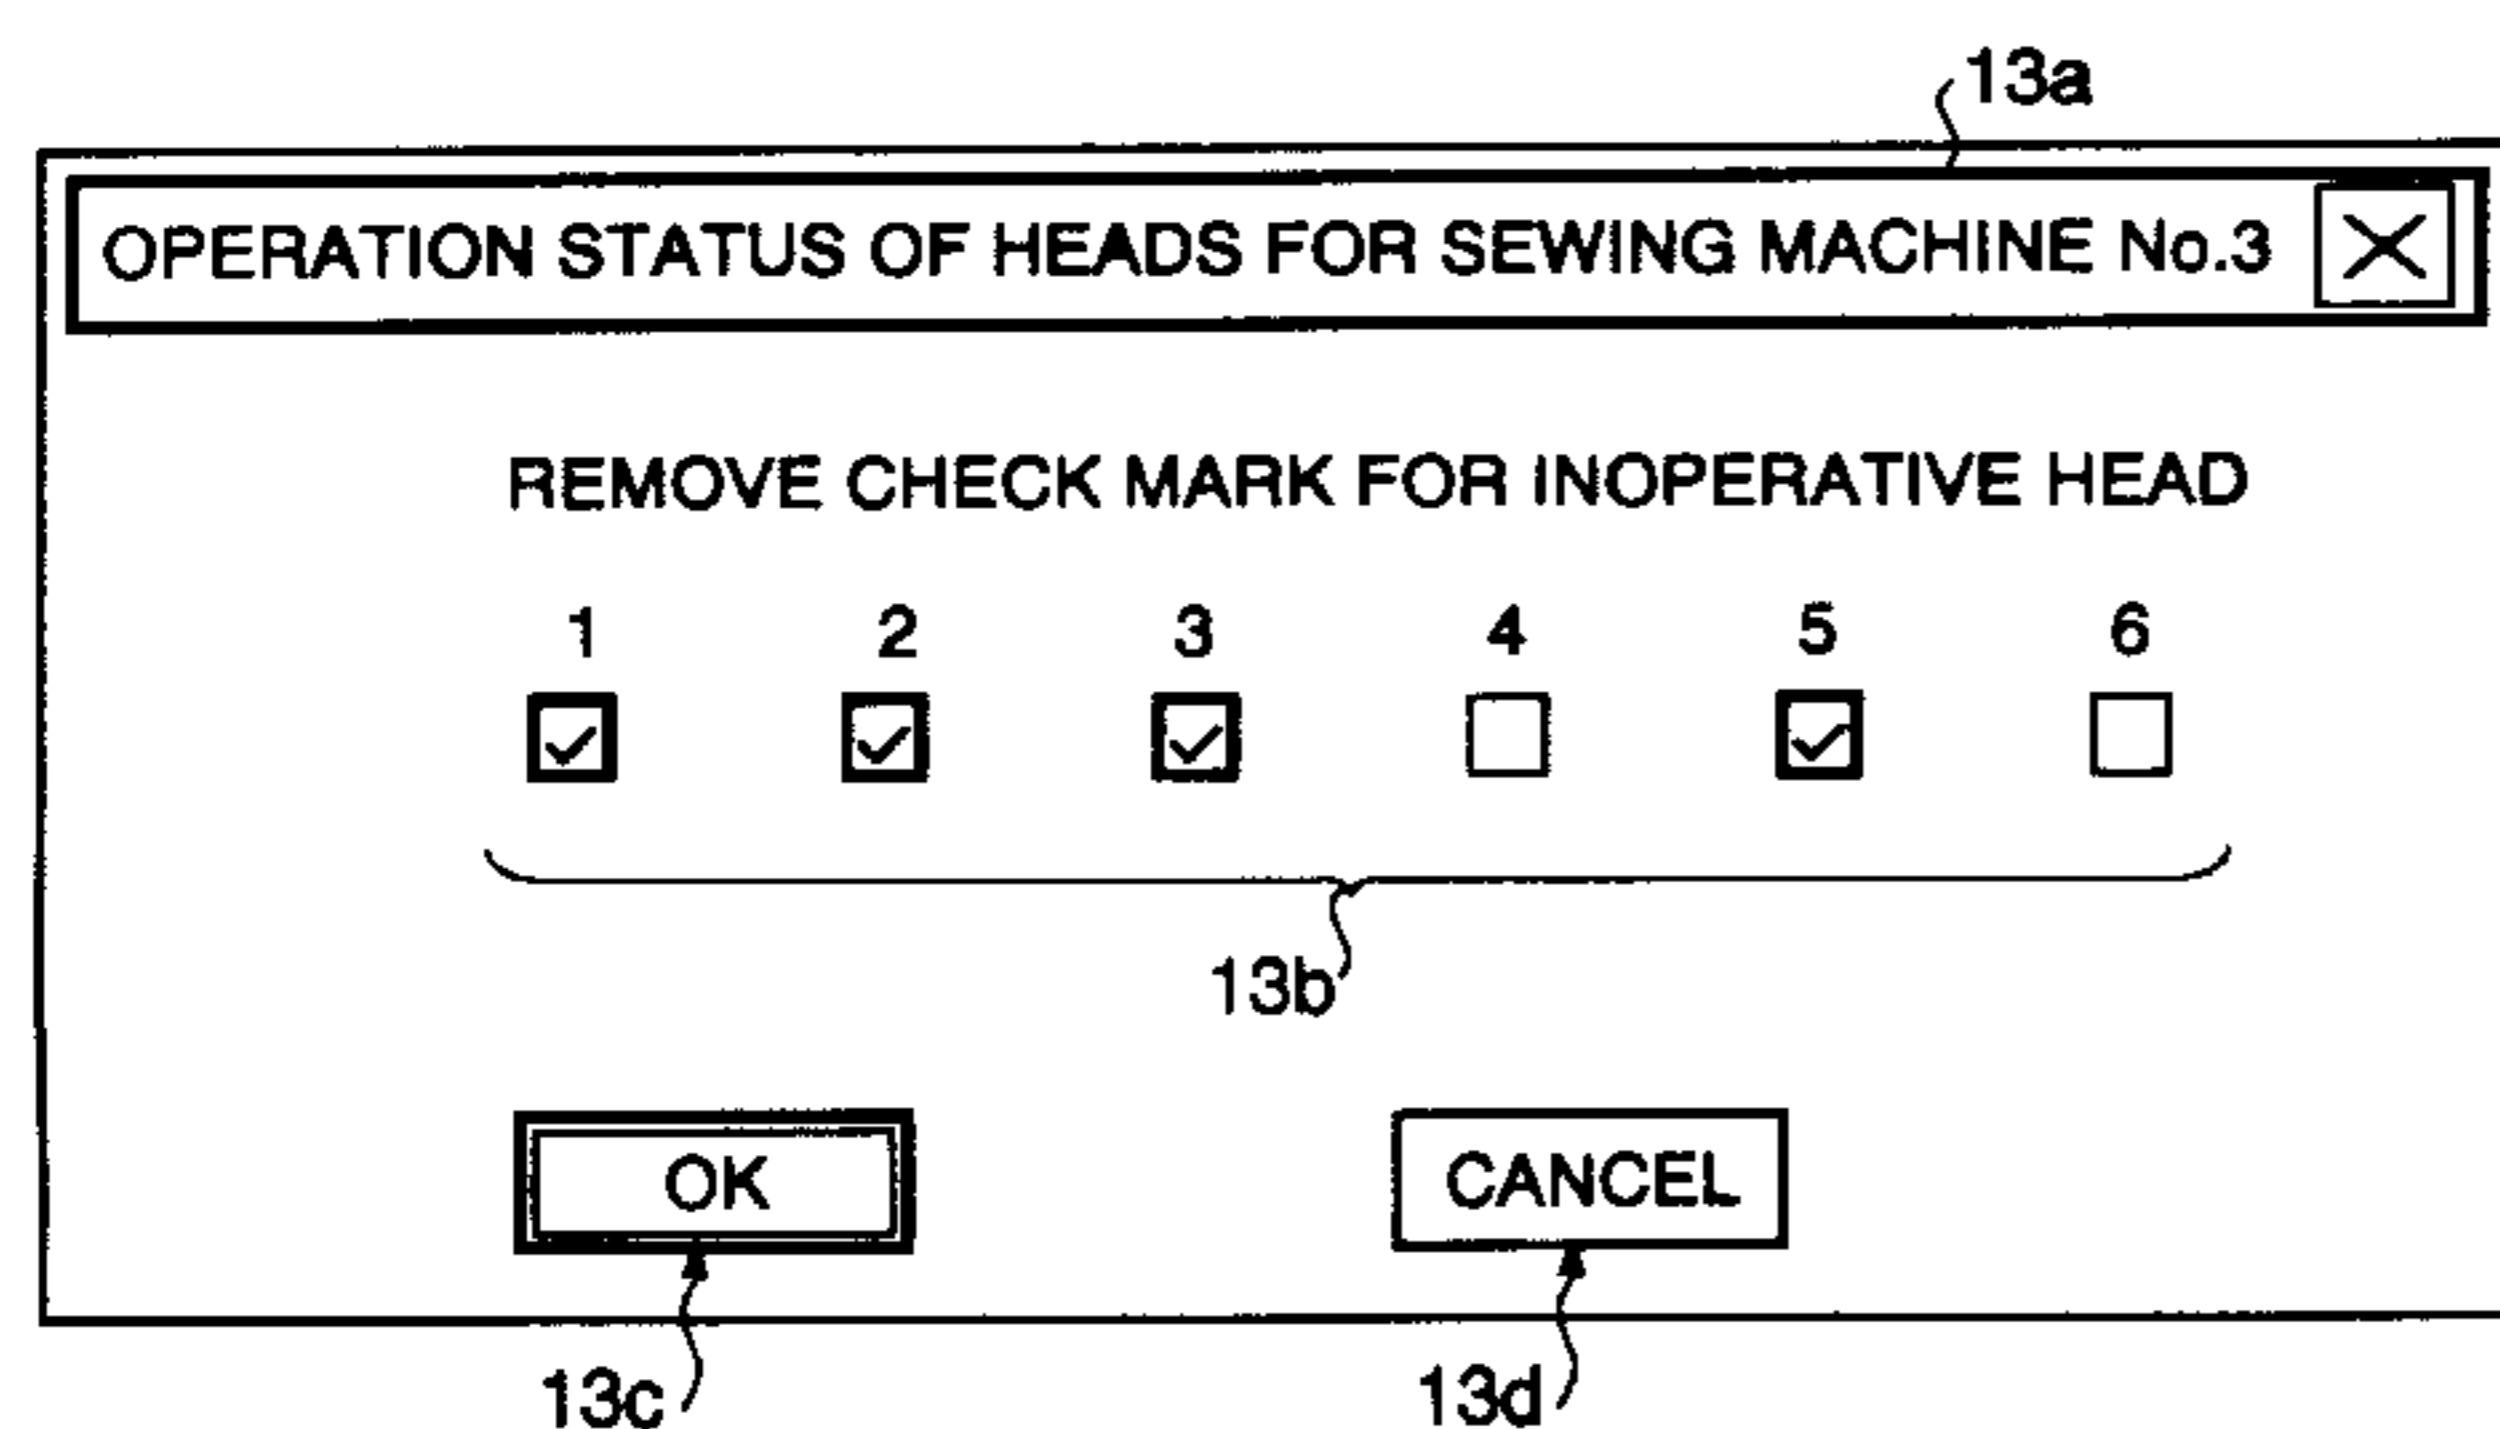 13a
OPERATION STATUS OF HEADS FOR SEWING MACHINE No.3
REMOVE CHECK MARK FOR INOPERATIVE HEAD
1 2 3 4 5 6
13b
OK CANCEL
13c 13d